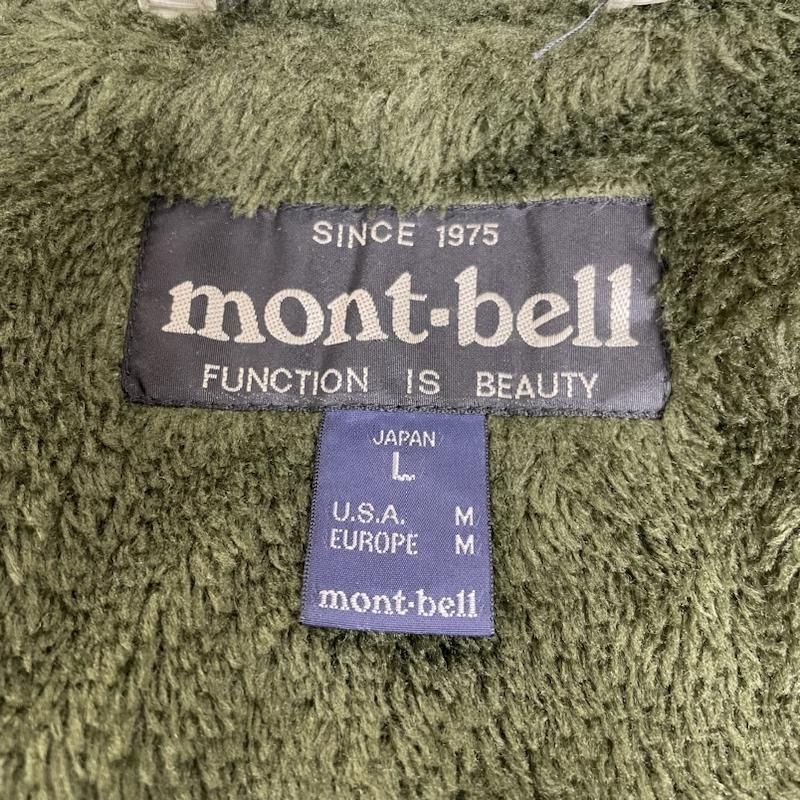 SINCE 1975
mont-bell
FUNCTION IS BEAUTY
JAPAN
L
U.S.A. M
EUROPE M
mont-bell